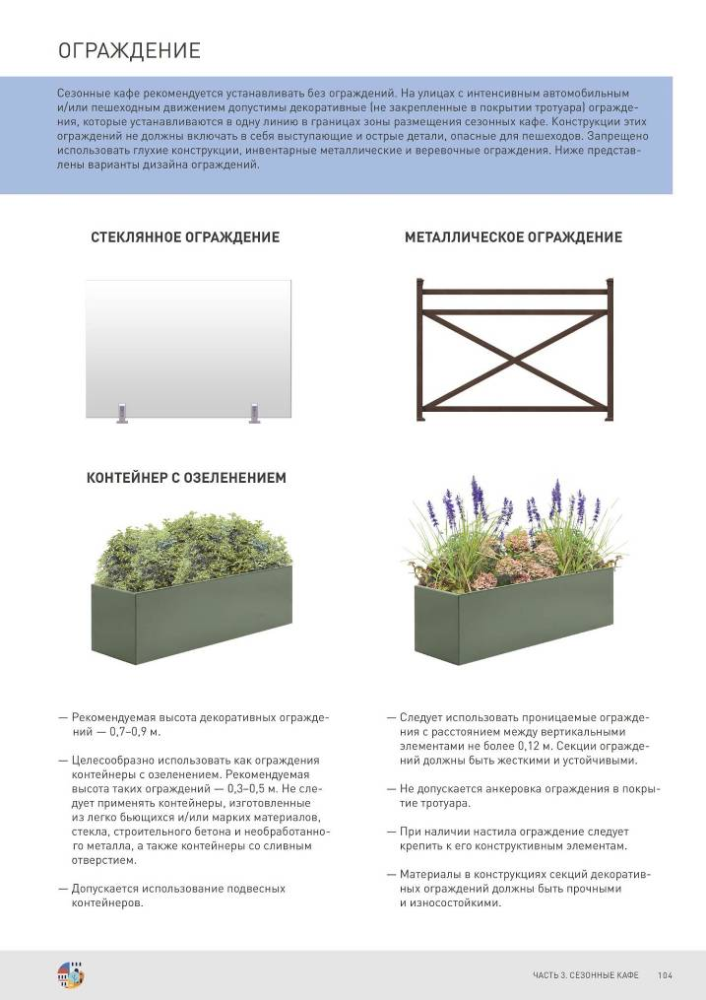 ОГРАЖДЕНИЕ
Сезонные кафе рекомендуется устанавливать без ограждений. На улицах с интенсивным автомобильным
и/или пешеходным движением допустимы декоративные (не закрепленные в покрытии тротуара) огражде-
ния, которые устанавливаются в одну линию в границах зоны размещения сезонных кафе. Конструкции этих
ограждений не должны включать в себя выступающие и острые детали, опасные для пешеходов. Запрещено
использовать глухие конструкции, инвентарные металлические и веревочные ограждения. Ниже представ-
лены варианты дизайна ограждений.
СТЕКЛЯННОЕ ОГРАЖДЕНИЕ
МЕТАЛЛИЧЕСКОЕ ОГРАЖДЕНИЕ
КОНТЕЙНЕР С ОЗЕЛЕНЕНИЕМ
— Рекомендуемая высота декоративных огражде-
ний — 0,7–0,9 м.
— Целесообразно использовать как ограждения
контейнеры с озеленением. Рекомендуемая
высота таких ограждений — 0,3–0,5 м. Не сле-
дует применять контейнеры, изготовленные
из легко бьющихся и/или марких материалов,
стекла, строительного бетона и необработанно-
го металла, а также контейнеры со сливным
отверстием.
— Допускается использование подвесных
контейнеров.
— Следует использовать проницаемые огражде-
ния с расстоянием между вертикальными
элементами не более 0,12 м. Секции огражде-
ний должны быть жесткими и устойчивыми.
— Не допускается анкеровка ограждения в покры-
тие тротуара.
— При наличии настила ограждение следует
крепить к его конструктивным элементам.
— Материалы в конструкциях секций декоратив-
ных ограждений должны быть прочными
и износостойкими.
ЧАСТЬ 3. СЕЗОННЫЕ КАФЕ 104